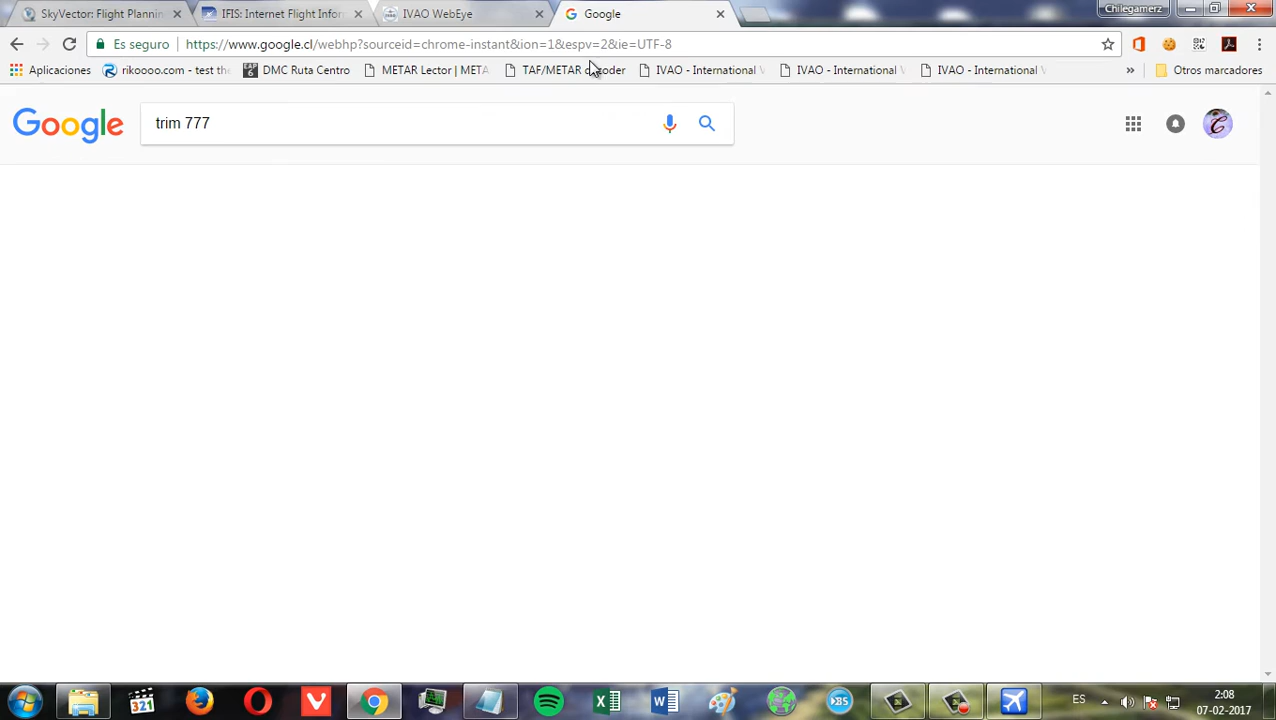 SkyVector: Flight Plannin
IFIS: Internet Flight Infor
IVAO WebEye
Google
Chilegamerz
Es seguro
https://www.google.cl/webhp?sourceid=chrome-instant&ion=1&espv=2&ie=UTF-8
Aplicaciones
rikoooo.com - test the
DMC Ruta Centro
METAR Lector | META
TAF/METAR decoder
IVAO - International V
IVAO - International V
IVAO - International V
»
Otros marcadores
Google
trim 777
321
ES
2:08
07-02-2017